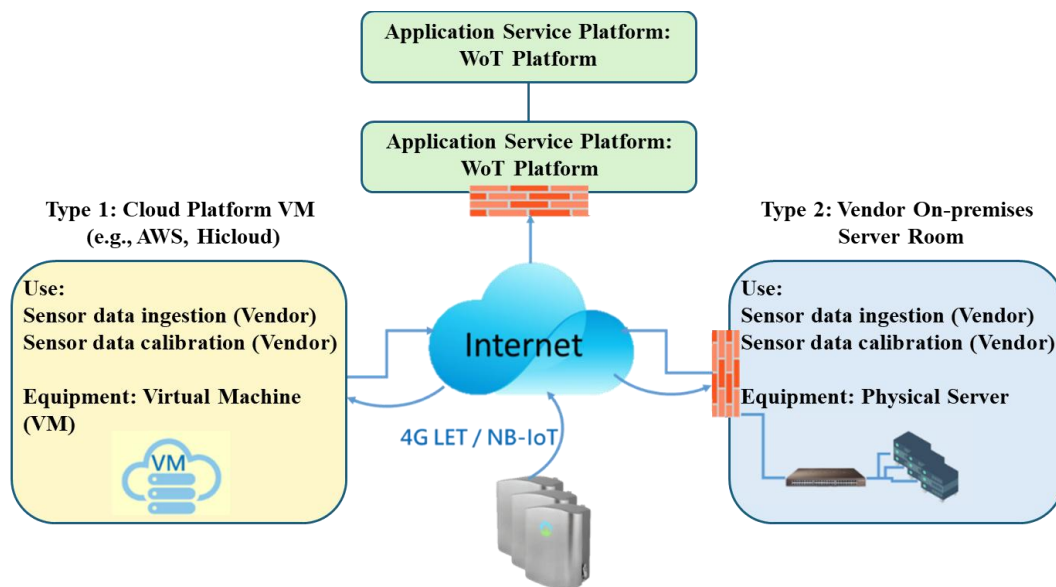 Application Service Platform:
WoT Platform
Application Service Platform:
WoT Platform
Type 1: Cloud Platform VM
(e.g., AWS, Hicloud)
Use:
Sensor data ingestion (Vendor)
Sensor data calibration (Vendor)
Equipment: Virtual Machine
(VM)
VM
Internet
4G LET / NB-IoT
Type 2: Vendor On-premises
Server Room
Use:
Sensor data ingestion (Vendor)
Sensor data calibration (Vendor)
Equipment: Physical Server